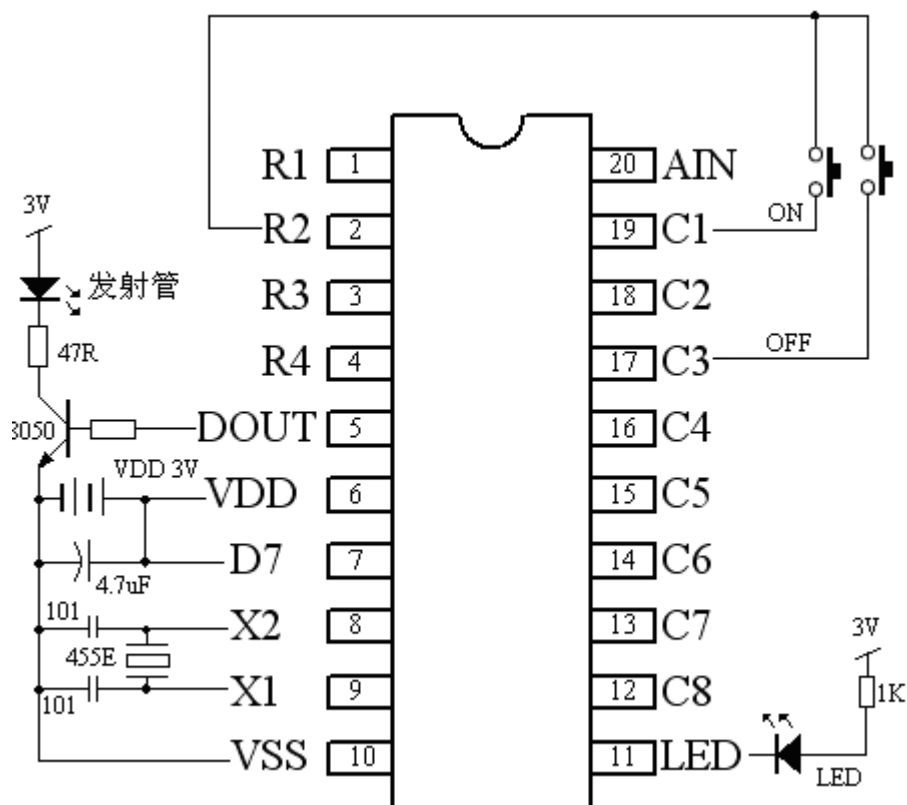 R1 1 20 AIN
3V
R2 2 19 C1 ON
发射管
R3 3 18 C2
47R
R4 4 17 C3 OFF
8050
DOUT 5 16 C4
VDD 3V
VDD 6 15 C5
D7 7 14 C6
4.7uF
101
X2 8 13 C7
3V
455E
X1 9 12 C8 1K
101
VSS 10 11 LED
LED